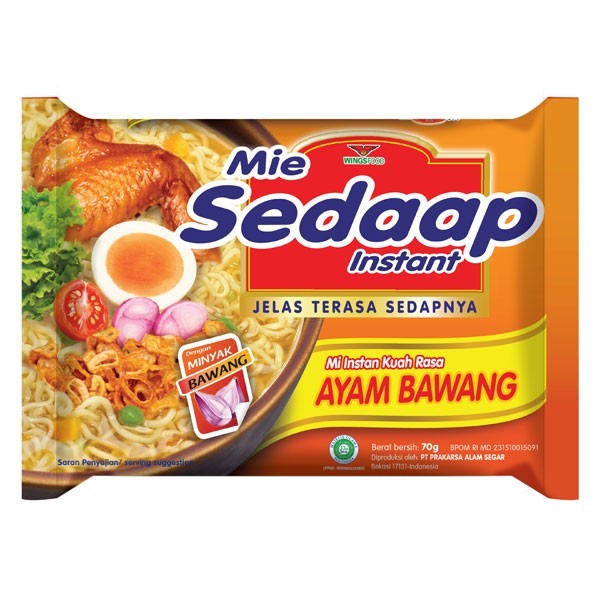 WINGSFOOD
Mie
Sedaap
Instant
JELAS TERASA SEDAPNYA
Dengan
MINYAK
BAWANG
Mi Instan Kuah Rasa
AYAM BAWANG
Berat bersih: 70g BPOM RI MD 231510015091
Diproduksi oleh: PT PRAKARSA ALAM SEGAR
Bekasi 17131-Indonesia
Saran Penyajian/ serving suggestion